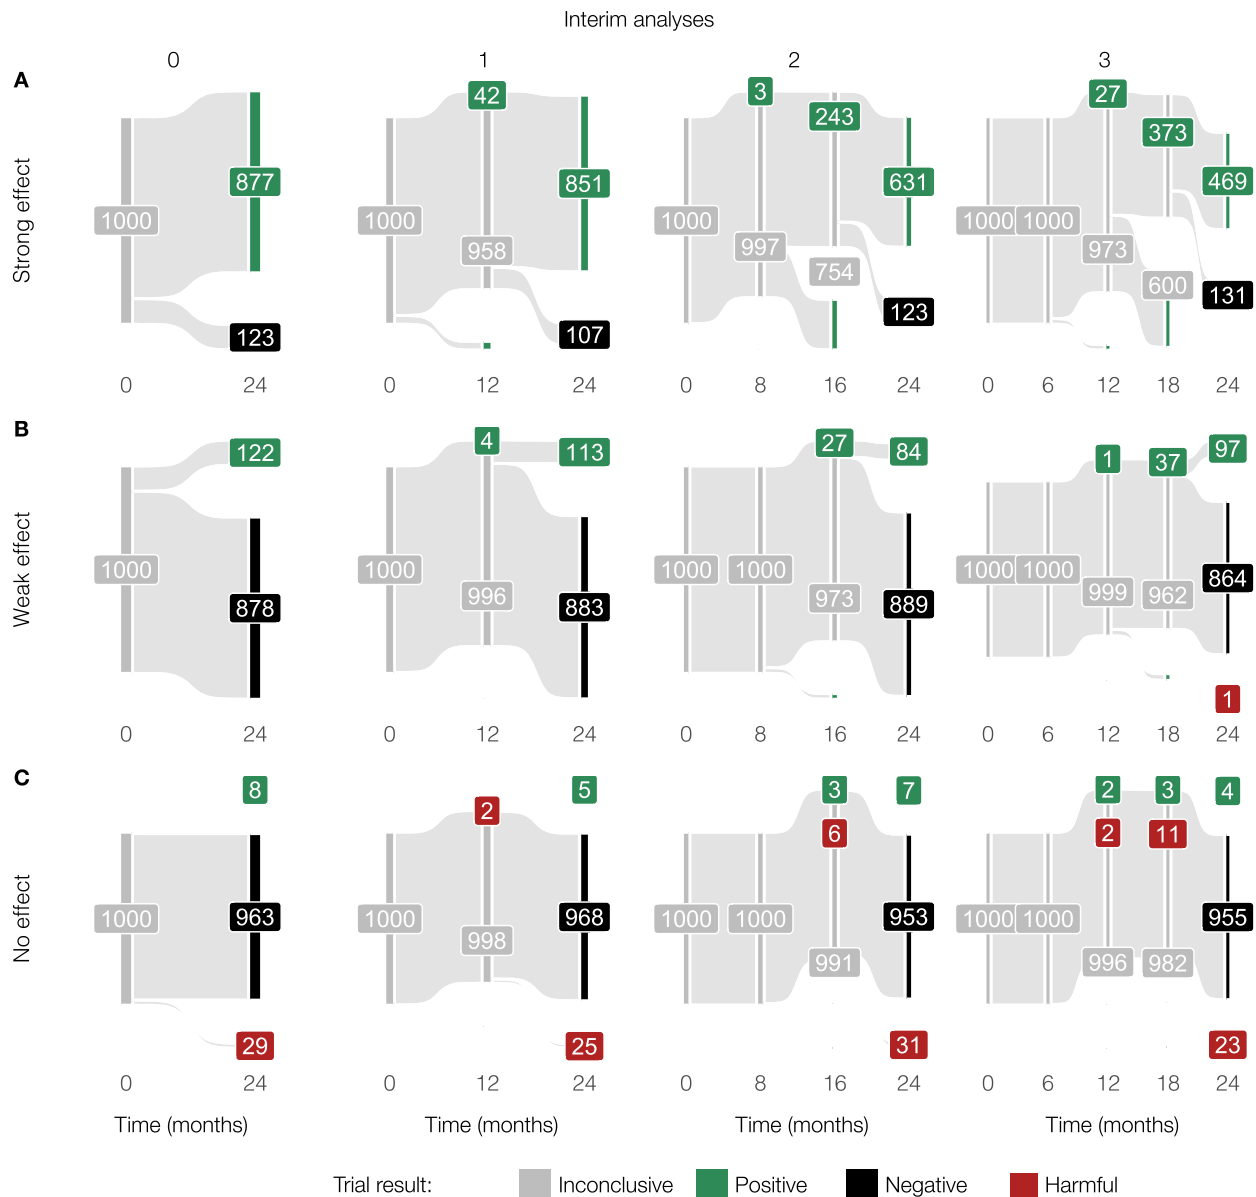 Interim analyses
0 1 2 3
A
Strong effect
1000 877 123
0 24
1000 42 958 851 107
0 12 24
1000 3 997 243 754 631 123
0 8 16 24
1000 1000 27 973 373 600 469 131
0 6 12 18 24
B
Weak effect
1000 122 878
0 24
1000 4 996 113 883
0 12 24
1000 1000 27 973 84 889
0 8 16 24
1000 1000 1 999 37 962 97 864 1
0 6 12 18 24
C
No effect
1000 8 963 29
0 24
1000 2 998 5 968 25
0 12 24
1000 1000 3 6 991 7 953 31
0 8 16 24
1000 1000 2 2 996 3 11 982 4 955 23
0 6 12 18 24
Time (months) Time (months) Time (months) Time (months)
Trial result: Inconclusive Positive Negative Harmful